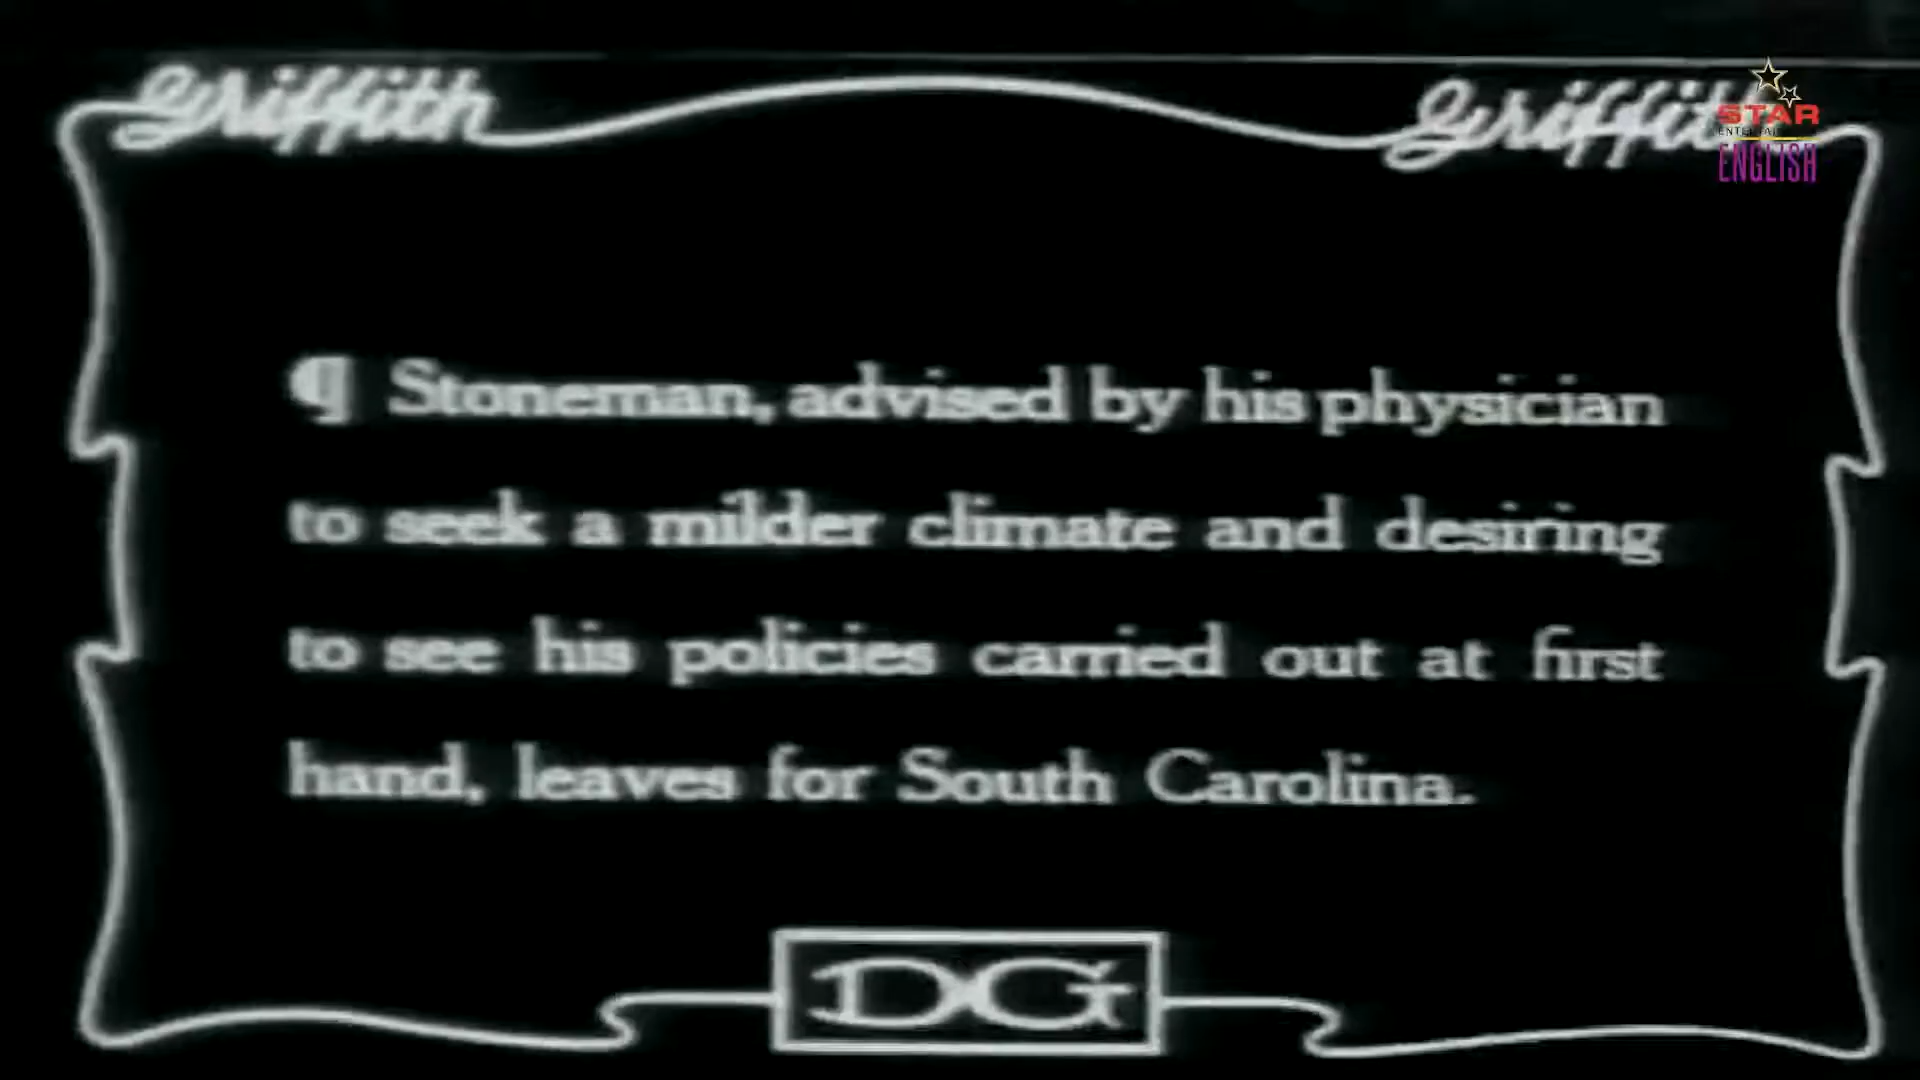 Griffith Griffith
STAR
ENGLISH
¶ Stoneman, advised by his physician
to seek a milder climate and desiring
to see his policies carried out at first
hand, leaves for South Carolina.
DG